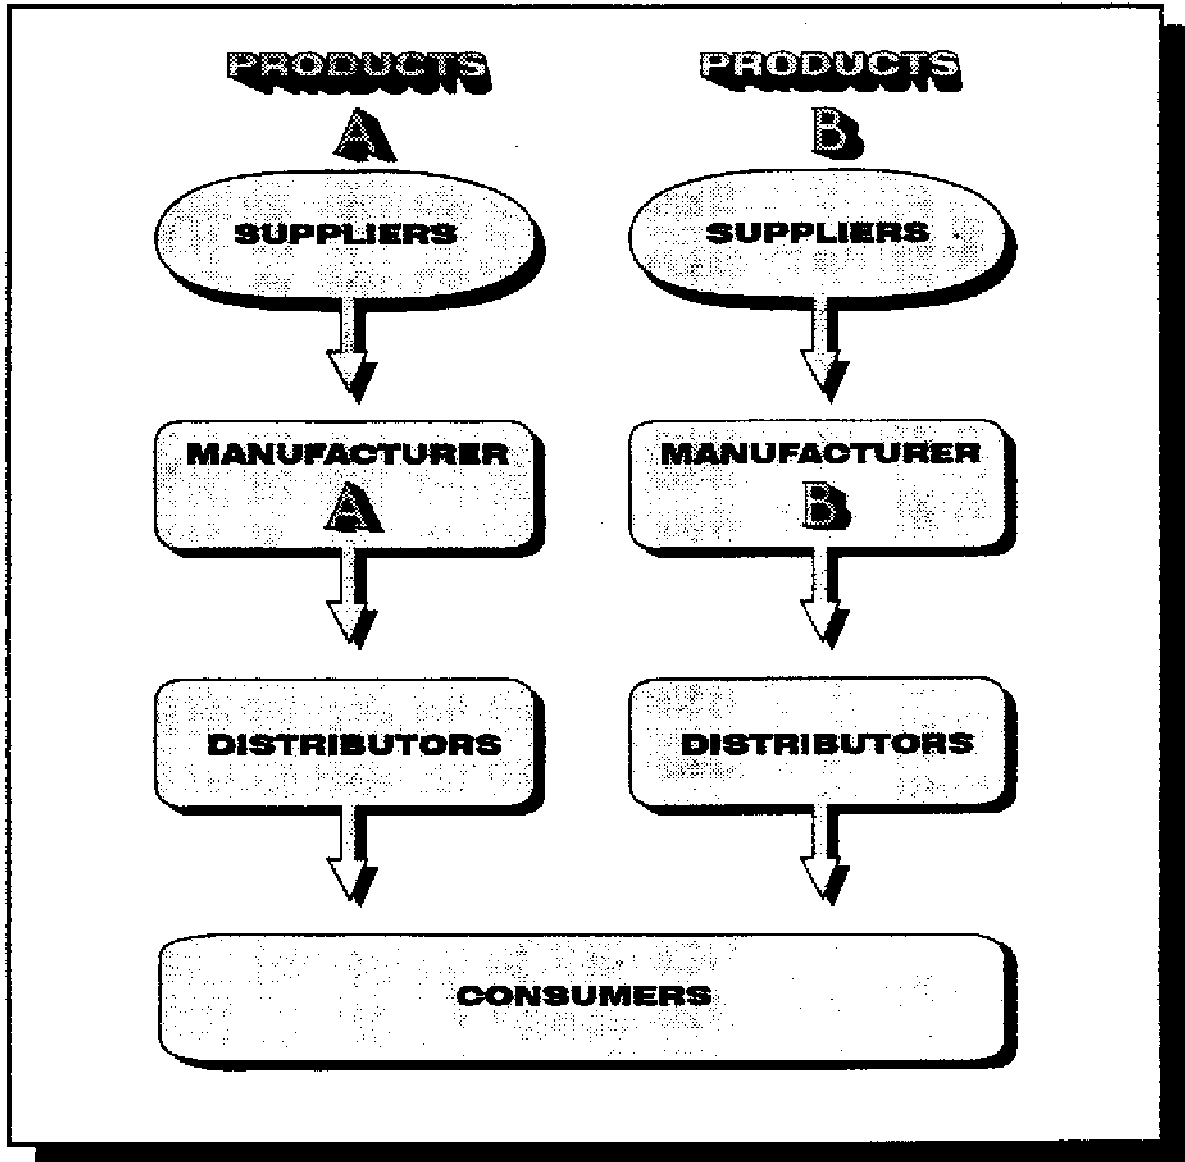 PRODUCTS
A
SUPPLIERS
MANUFACTURER
A
DISTRIBUTORS
PRODUCTS
B
SUPPLIERS
MANUFACTURER
B
DISTRIBUTORS
CONSUMERS